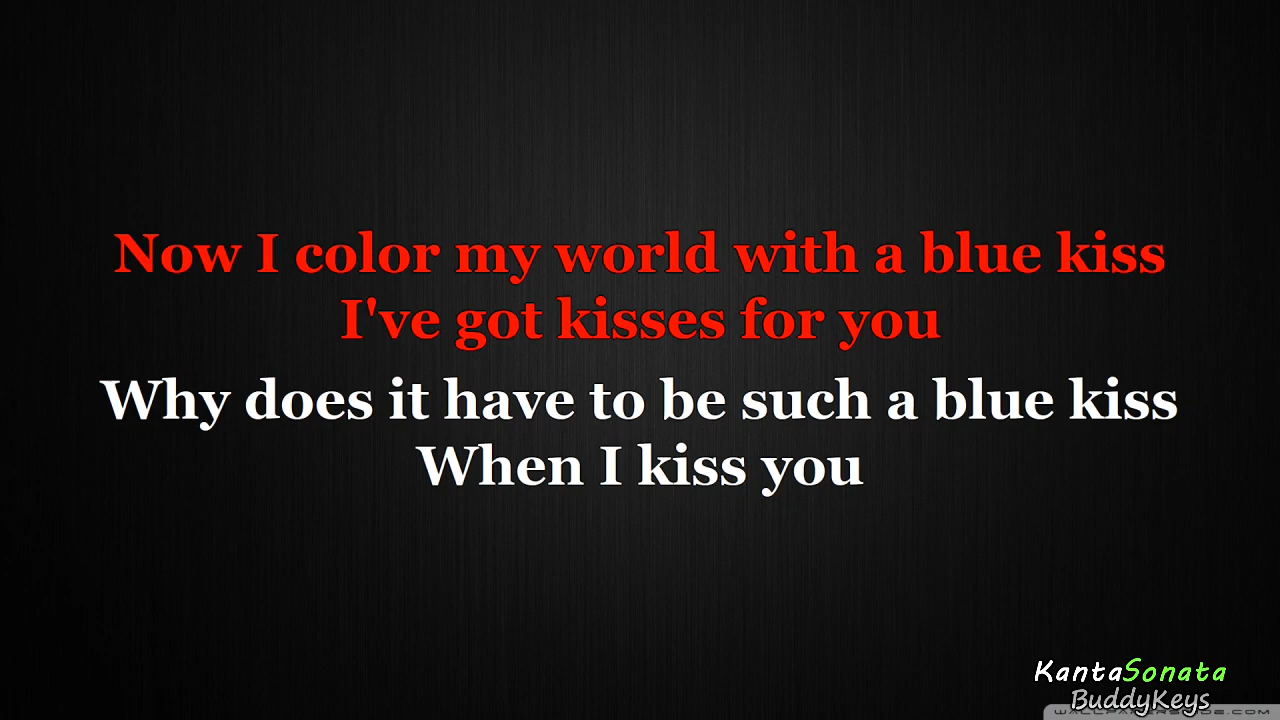 Now I color my world with a blue kiss
I've got kisses for you
Why does it have to be such a blue kiss
When I kiss you
KantaSonata
BuddyKeys